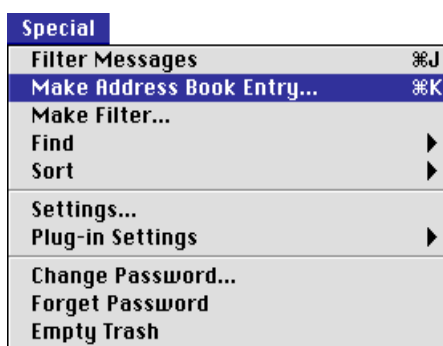 Special
Filter Messages ⌘J
Make Address Book Entry... ⌘K
Make Filter...
Find
Sort
Settings...
Plug-in Settings
Change Password...
Forget Password
Empty Trash